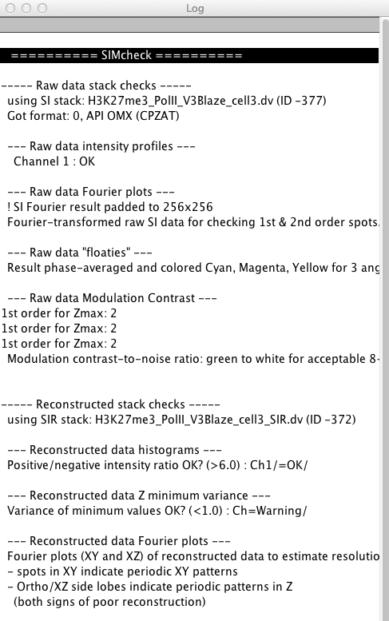 Log
========== SIMcheck ==========
----- Raw data stack checks -----
using SI stack: H3K27me3_PolII_V3Blaze_cell3.dv (ID -377)
Got format: 0, API OMX (CPZAT)
--- Raw data intensity profiles ---
Channel 1 : OK
--- Raw data Fourier plots ---
! SI Fourier result padded to 256x256
Fourier-transformed raw SI data for checking 1st & 2nd order spots.
--- Raw data "floaties" ---
Result phase-averaged and colored Cyan, Magenta, Yellow for 3 ang
--- Raw data Modulation Contrast ---
1st order for Zmax: 2
1st order for Zmax: 2
1st order for Zmax: 2
Modulation contrast-to-noise ratio: green to white for acceptable 8-
----- Reconstructed stack checks -----
using SIR stack: H3K27me3_PolII_V3Blaze_cell3_SIR.dv (ID -372)
--- Reconstructed data histograms ---
Positive/negative intensity ratio OK? (>6.0) : Ch1/=OK/
--- Reconstructed data Z minimum variance ---
Variance of minimum values OK? (<1.0) : Ch=Warning/
--- Reconstructed data Fourier plots ---
Fourier plots (XY and XZ) of reconstructed data to estimate resolutio
- spots in XY indicate periodic XY patterns
- Ortho/XZ side lobes indicate periodic patterns in Z
(both signs of poor reconstruction)